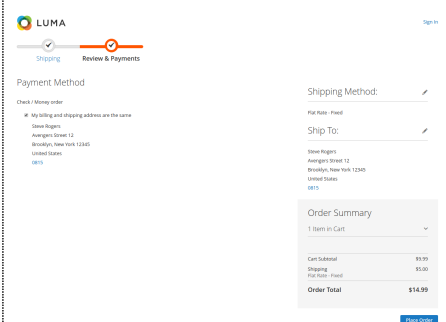 LUMA
Sign In
Shipping
Review & Payments
Payment Method
Check / Money order
My billing and shipping address are the same
Steve Rogers
Avengers Street 12
Brooklyn, New York 12345
United States
0815
Shipping Method:
Flat Rate - Fixed
Ship To:
Steve Rogers
Avengers Street 12
Brooklyn, New York 12345
United States
0815
Order Summary
1 Item in Cart
Cart Subtotal $9.99
Shipping $5.00
Flat Rate - Fixed
Order Total $14.99
Place Order